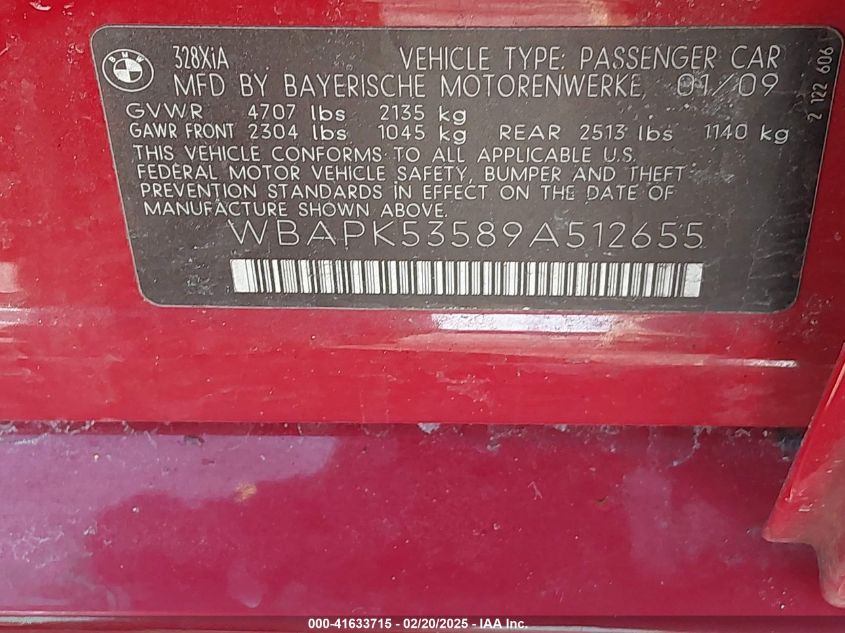 BMW
328XiA VEHICLE TYPE: PASSENGER CAR
MFD BY BAYERISCHE MOTORENWERKE, 01/09
GVWR 4707 lbs 2135 kg
GAWR FRONT 2304 lbs 1045 kg REAR 2513 lbs 1140 kg
THIS VEHICLE CONFORMS TO ALL APPLICABLE U.S.
FEDERAL MOTOR VEHICLE SAFETY, BUMPER AND THEFT
PREVENTION STANDARDS IN EFFECT ON THE DATE OF
MANUFACTURE SHOWN ABOVE.
WBAPK53589A512655
2 122 606
000-41633715 - 02/20/2025 - IAA Inc.